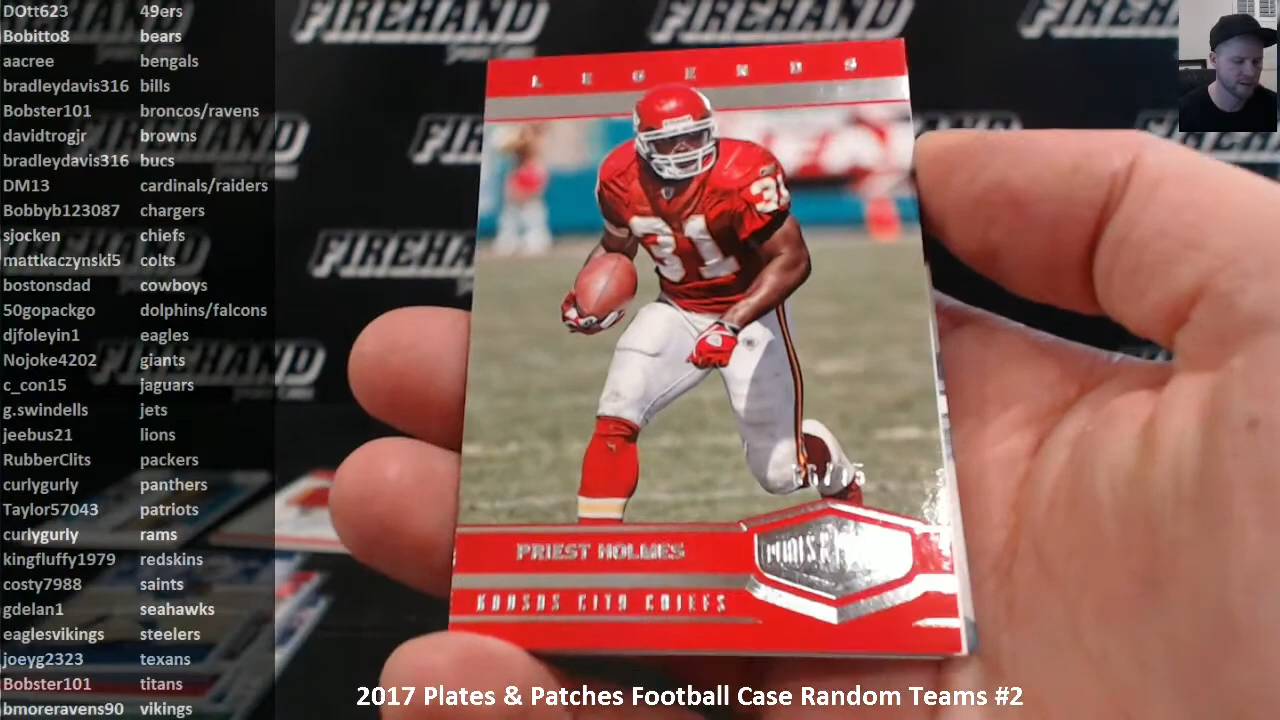 DOtt623 49ers
Bobitto8 bears
aacree bengals
bradleydavis316 bills
Bobster101 broncos/ravens
davidtrogjr browns
bradleydavis316 bucs
DM13 cardinals/raiders
Bobbyb123087 chargers
sjocken chiefs
mattkaczynski5 colts
bostonsdad cowboys
50gopackgo dolphins/falcons
djfoleyin1 eagles
Nojoke4202 giants
c_con15 jaguars
g.swindells jets
jeebus21 lions
RubberClits packers
curlygurly panthers
Taylor57043 patriots
curlygurly rams
kingfluffy1979 redskins
costy7988 saints
gdelan1 seahawks
eaglesvikings steelers
joeyg2323 texans
Bobster101 titans
bmoreravens90 vikings
FIREHAND
FIREHAND
FIREHAND
FIREHAND
LEGENDS
31
31
PRIEST HOLMES
KANSAS CITY CHIEFS
2017 Plates & Patches Football Case Random Teams #2